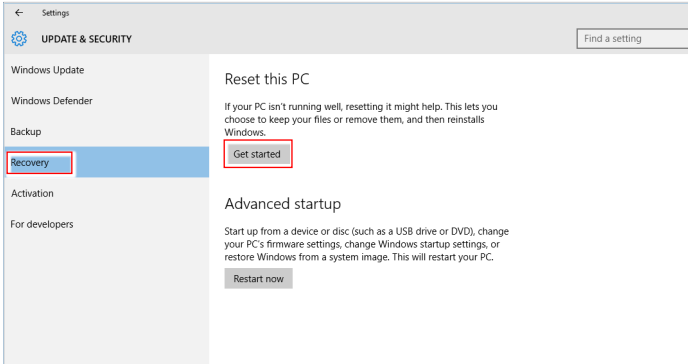 Settings
UPDATE & SECURITY
Find a setting
Windows Update
Windows Defender
Backup
Recovery
Activation
For developers
Reset this PC
If your PC isn't running well, resetting it might help. This lets you
choose to keep your files or remove them, and then reinstalls
Windows.
Get started
Advanced startup
Start up from a device or disc (such as a USB drive or DVD), change
your PC's firmware settings, change Windows startup settings, or
restore Windows from a system image. This will restart your PC.
Restart now